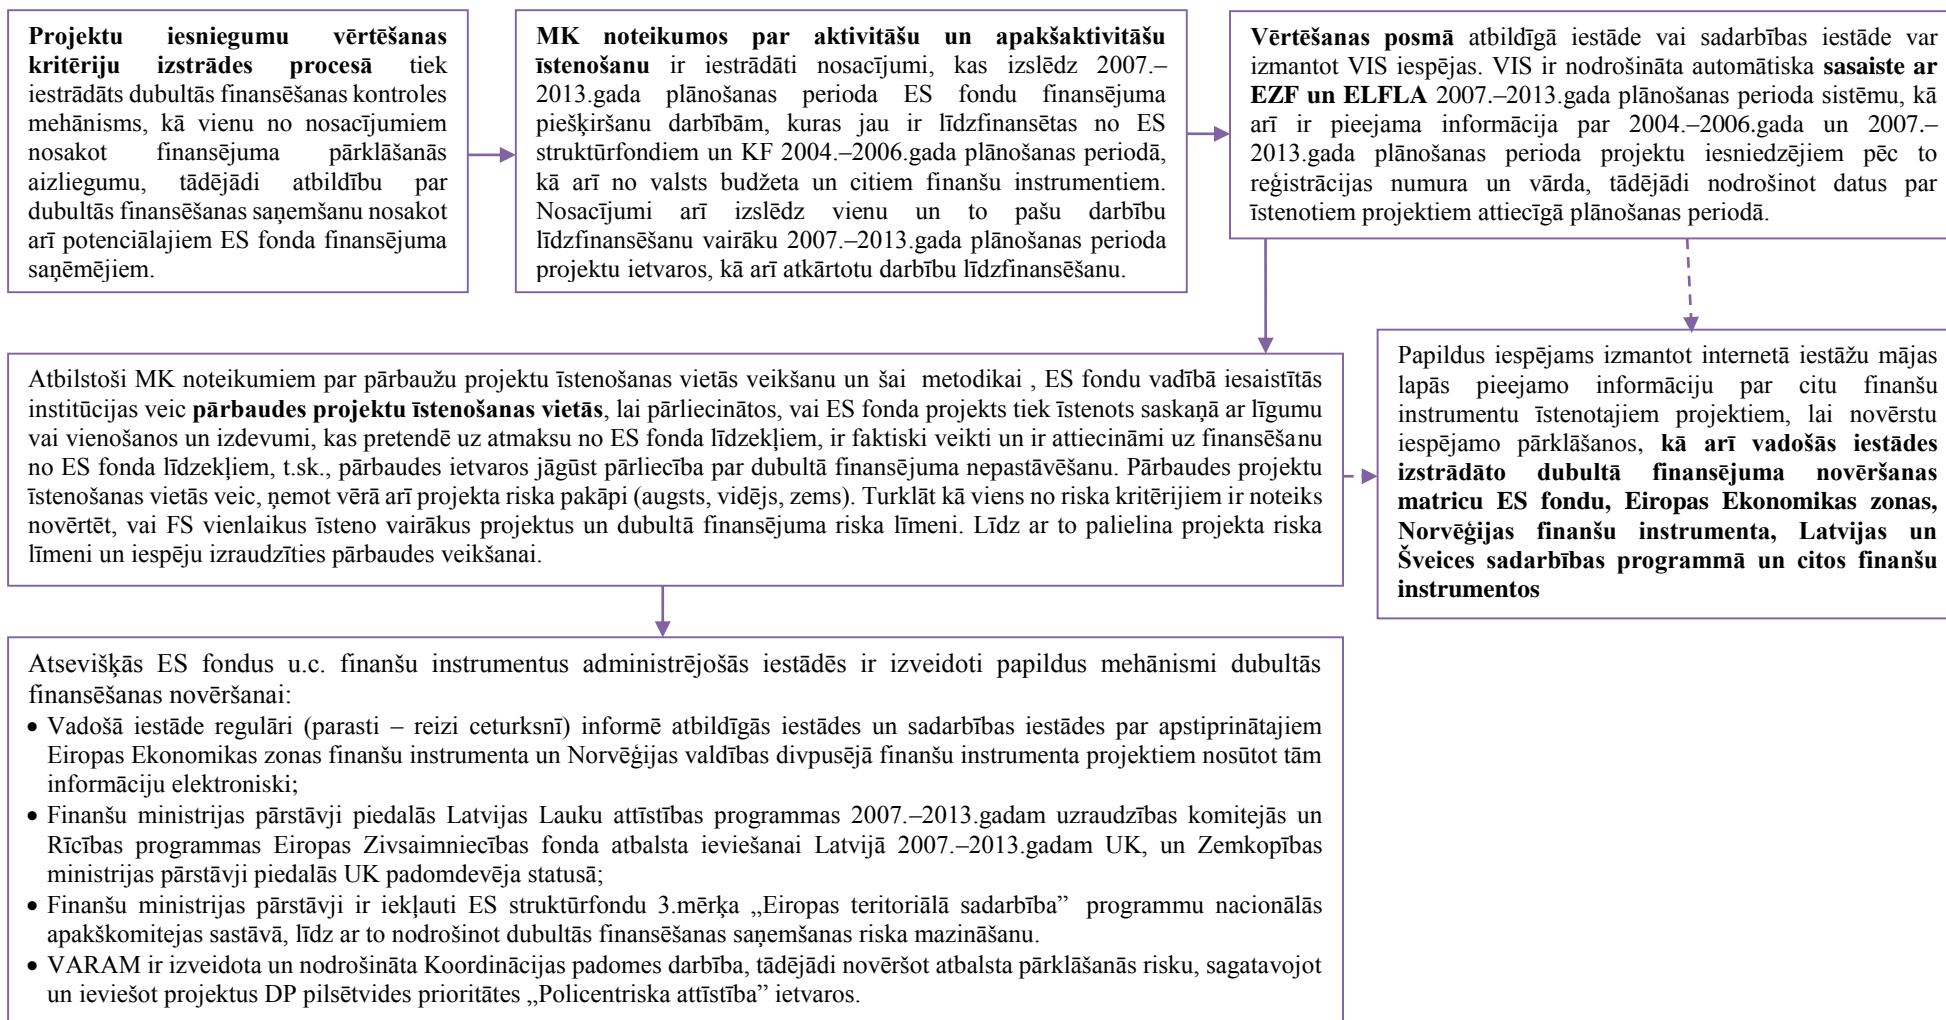 Projektu iesniegumu vērtēšanas
kritēriju izstrādes procesā tiek
iestrādāts dubultās finansēšanas kontroles
mehānisms, kā vienu no nosacījumiem
nosakot finansējuma pārklāšanās
aizliegumu, tādējādi atbildību par
dubultās finansēšanas saņemšanu nosakot
arī potenciālajiem ES fonda finansējuma
saņēmējiem.
MK noteikumos par aktivitāšu un apakšaktivitāšu
īstenošanu ir iestrādāti nosacījumi, kas izslēdz 2007.–
2013.gada plānošanas perioda ES fondu finansējuma
piešķiršanu darbībām, kuras jau ir līdzfinansētas no ES
struktūrfondiem un KF 2004.–2006.gada plānošanas periodā,
kā arī no valsts budžeta un citiem finanšu instrumentiem.
Nosacījumi arī izslēdz vienu un to pašu darbību
līdzfinansēšanu vairāku 2007.–2013.gada plānošanas perioda
projektu ietvaros, kā arī atkārtotu darbību līdzfinansēšanu.
Vērtēšanas posmā atbildīgā iestāde vai sadarbības iestāde var
izmantot VIS iespējas. VIS ir nodrošināta automātiska sasaiste ar
EZF un ELFLA 2007.–2013.gada plānošanas perioda sistēmu, kā
arī ir pieejama informācija par 2004.–2006.gada un 2007.–
2013.gada plānošanas perioda projektu iesniedzējiem pēc to
reģistrācijas numura un vārda, tādējādi nodrošinot datus par
īstenotiem projektiem attiecīgā plānošanas periodā.
Atbilstoši MK noteikumiem par pārbaužu projektu īstenošanas vietās veikšanu un šai metodikai , ES fondu vadībā iesaistītās
institūcijas veic pārbaudes projektu īstenošanas vietās, lai pārliecinātos, vai ES fonda projekts tiek īstenots saskaņā ar līgumu
vai vienošanos un izdevumi, kas pretendē uz atmaksu no ES fonda līdzekļiem, ir faktiski veikti un ir attiecināmi uz finansēšanu
no ES fonda līdzekļiem, t.sk., pārbaudes ietvaros jāgūst pārliecība par dubultā finansējuma nepastāvēšanu. Pārbaudes projektu
īstenošanas vietās veic, ņemot vērā arī projekta riska pakāpi (augsts, vidējs, zems). Turklāt kā viens no riska kritērijiem ir noteiks
novērtēt, vai FS vienlaikus īsteno vairākus projektus un dubultā finansējuma riska līmeni. Līdz ar to palielina projekta riska
līmeni un iespēju izraudzīties pārbaudes veikšanai.
Papildus iespējams izmantot internetā iestāžu mājas
lapās pieejamo informāciju par citu finanšu
instrumentu īstenotajiem projektiem, lai novērstu
iespējamo pārklāšanos, kā arī vadošās iestādes
izstrādāto dubultā finansējuma novēršanas
matricu ES fondu, Eiropas Ekonomikas zonas,
Norvēģijas finanšu instrumenta, Latvijas un
Šveices sadarbības programmā un citos finanšu
instrumentos
Atsevišķās ES fondus u.c. finanšu instrumentus administrējošās iestādēs ir izveidoti papildus mehānismi dubultās
finansēšanas novēršanai:
• Vadošā iestāde regulāri (parasti – reizi ceturksnī) informē atbildīgās iestādes un sadarbības iestādes par apstiprinātajiem
Eiropas Ekonomikas zonas finanšu instrumenta un Norvēģijas valdības divpusējā finanšu instrumenta projektiem nosūtot tām
informāciju elektroniski;
• Finanšu ministrijas pārstāvji piedalās Latvijas Lauku attīstības programmas 2007.–2013.gadam uzraudzības komitejās un
Rīcības programmas Eiropas Zivsaimniecības fonda atbalsta ieviešanai Latvijā 2007.–2013.gadam UK, un Zemkopības
ministrijas pārstāvji piedalās UK padomdevēja statusā;
• Finanšu ministrijas pārstāvji ir iekļauti ES struktūrfondu 3.mērķa „Eiropas teritoriālā sadarbība” programmu nacionālās
apakškomitejas sastāvā, līdz ar to nodrošinot dubultās finansēšanas saņemšanas riska mazināšanu.
• VARAM ir izveidota un nodrošināta Koordinācijas padomes darbība, tādējādi novēršot atbalsta pārklāšanās risku, sagatavojot
un ieviešot projektus DP pilsētvides prioritātes „Policentriska attīstība” ietvaros.